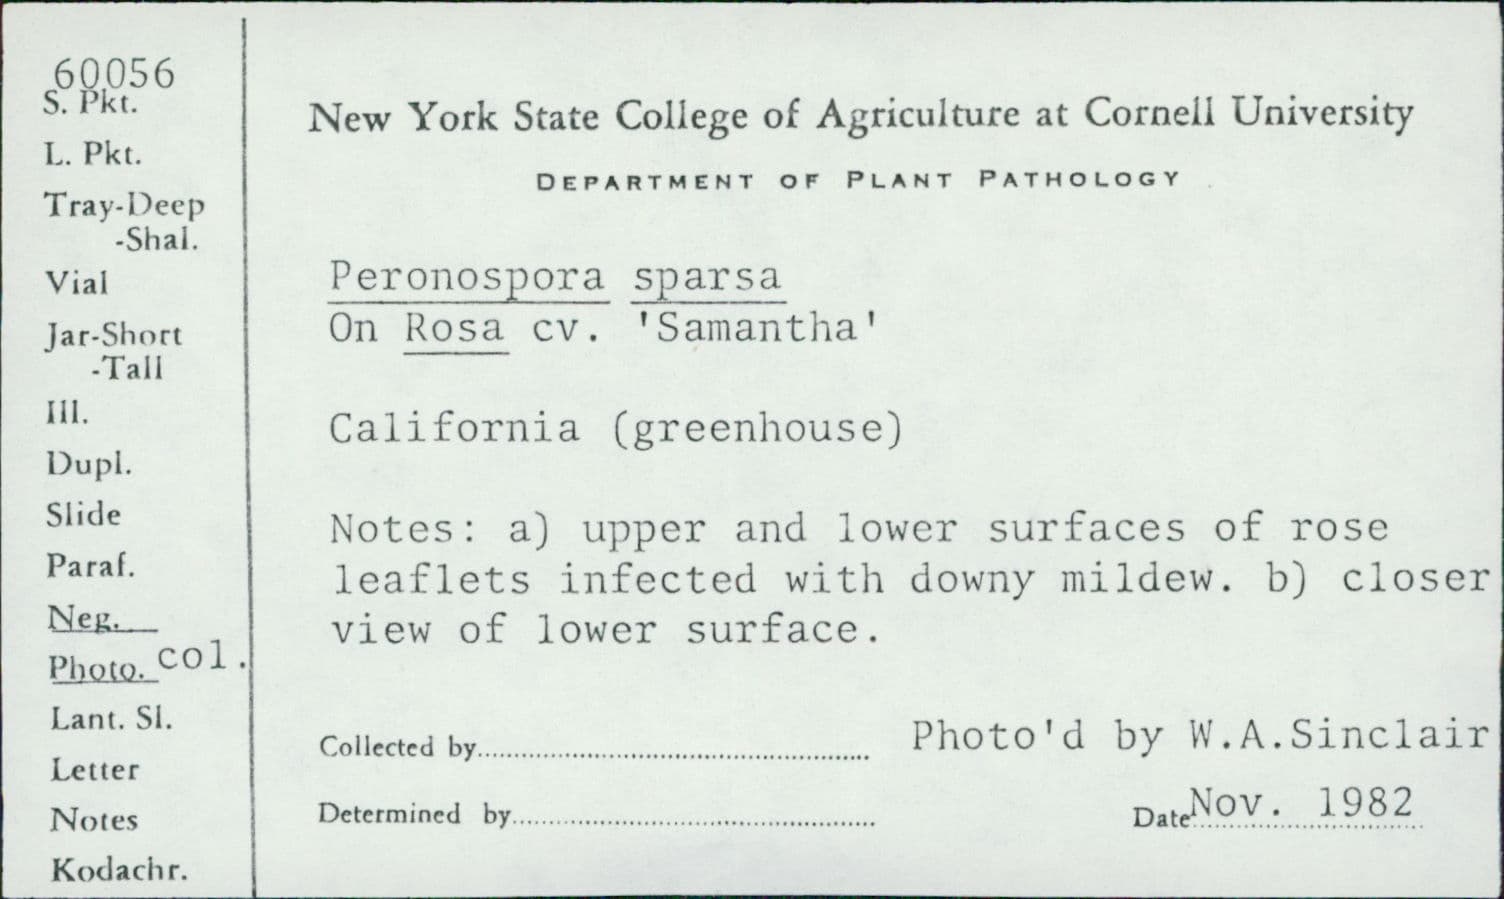 60056
S. Pkt.
L. Pkt.
Tray-Deep
-Shal.
Vial
Jar-Short
-Tall
Ill.
Dupl.
Slide
Paraf.
Neg.
Photo. col.
Lant. Sl.
Letter
Notes
Kodachr.
New York State College of Agriculture at Cornell University
DEPARTMENT OF PLANT PATHOLOGY
Peronospora sparsa
On Rosa cv. 'Samantha'
California (greenhouse)
Notes: a) upper and lower surfaces of rose
leaflets infected with downy mildew. b) closer
view of lower surface.
Collected by
Photo'd by W.A.Sinclair
Determined by
Date Nov. 1982